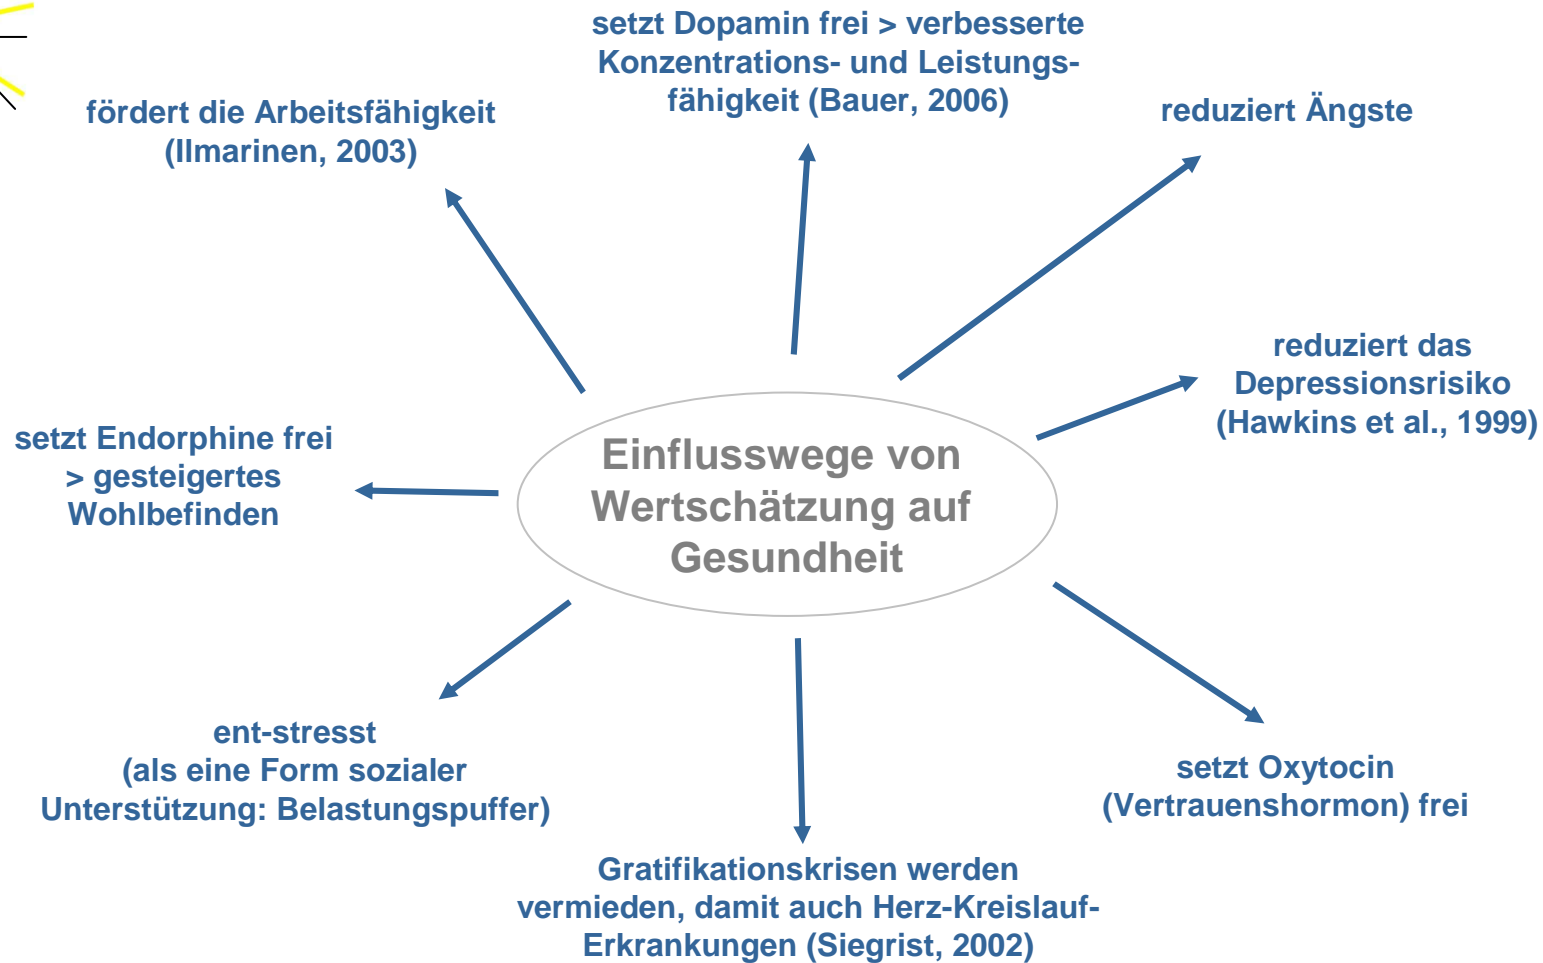 setzt Dopamin frei > verbesserte
Konzentrations- und Leistungs-
fähigkeit (Bauer, 2006)
fördert die Arbeitsfähigkeit
(Ilmarinen, 2003)
reduziert Ängste
reduziert das
Depressionsrisiko
(Hawkins et al., 1999)
setzt Endorphine frei
> gesteigertes
Wohlbefinden
Einflusswege von
Wertschätzung auf
Gesundheit
ent-stresst
(als eine Form sozialer
Unterstützung: Belastungspuffer)
setzt Oxytocin
(Vertrauenshormon) frei
Gratifikationskrisen werden
vermieden, damit auch Herz-Kreislauf-
Erkrankungen (Siegrist, 2002)